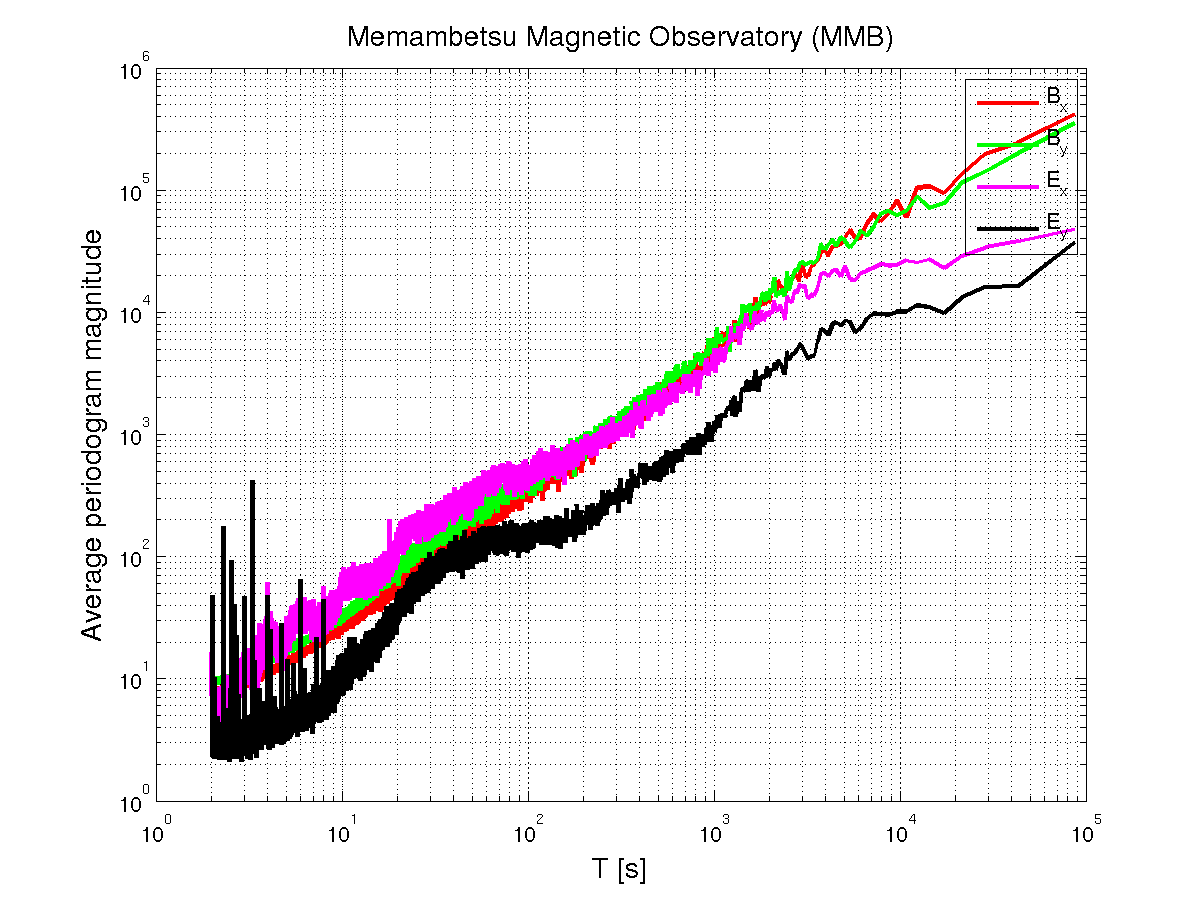 Memambetsu Magnetic Observatory (MMB)
10^6
10^5
10^4
10^3
10^2
10^1
10^0
Average periodogram magnitude
B_x
B_y
E_x
E_y
10^0 10^1 10^2 10^3 10^4 10^5
T [s]